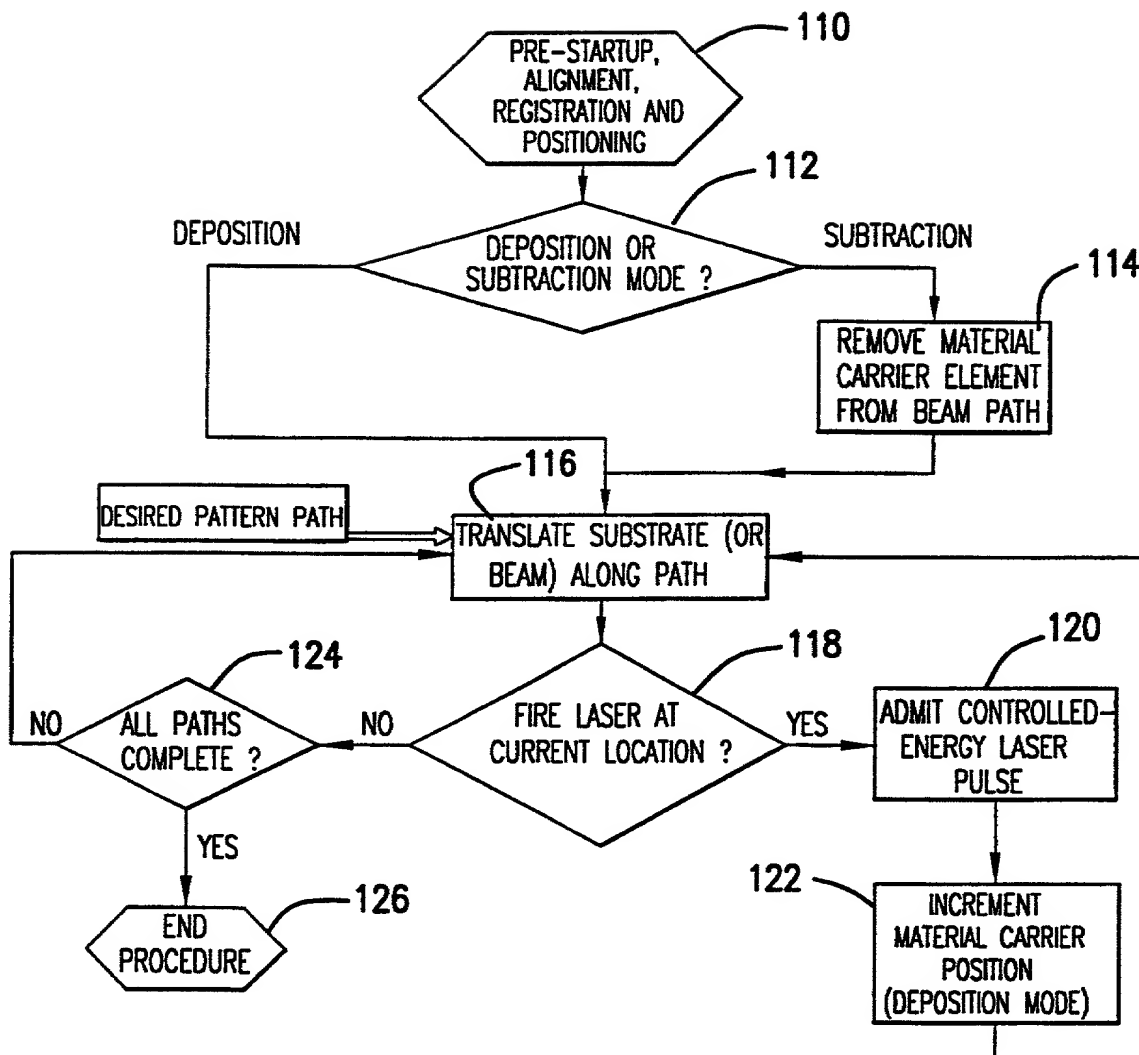 110
PRE-STARTUP,
ALIGNMENT,
REGISTRATION AND
POSITIONING
112
DEPOSITION
DEPOSITION OR
SUBTRACTION MODE ?
SUBTRACTION
114
REMOVE MATERIAL
CARRIER ELEMENT
FROM BEAM PATH
116
DESIRED PATTERN PATH
TRANSLATE SUBSTRATE (OR
BEAM) ALONG PATH
124
118
120
NO
ALL PATHS
COMPLETE ?
NO
FIRE LASER AT
CURRENT LOCATION ?
YES
ADMIT CONTROLLED-
ENERGY LASER
PULSE
YES
122
126
END
PROCEDURE
INCREMENT
MATERIAL CARRIER
POSITION
(DEPOSITION MODE)